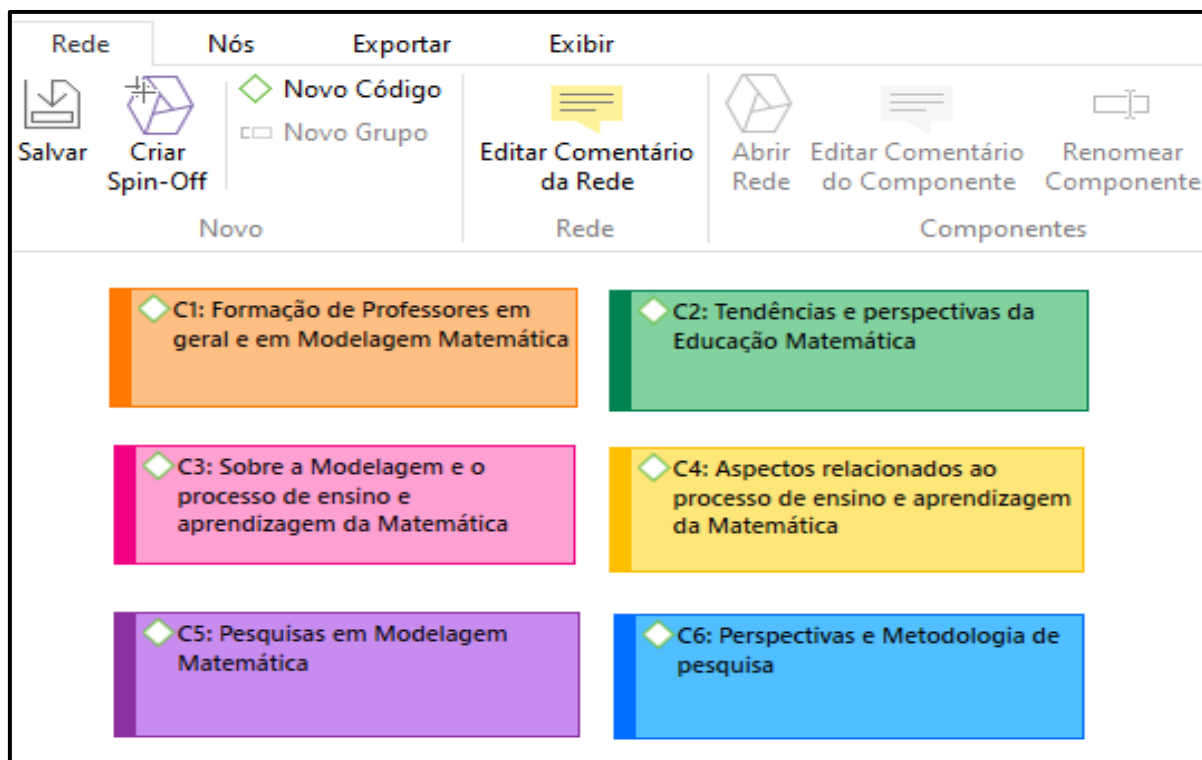 Rede Nós Exportar Exibir
Novo Código
Novo Grupo
Salvar Criar Editar Comentário Abrir Editar Comentário Renomear
Spin-Off da Rede Rede do Componente Componente
Novo Rede Componentes
C1: Formação de Professores em
geral e em Modelagem Matemática
C2: Tendências e perspectivas da
Educação Matemática
C3: Sobre a Modelagem e o
processo de ensino e
aprendizagem da Matemática
C4: Aspectos relacionados ao
processo de ensino e aprendizagem
da Matemática
C5: Pesquisas em Modelagem
Matemática
C6: Perspectivas e Metodologia de
pesquisa